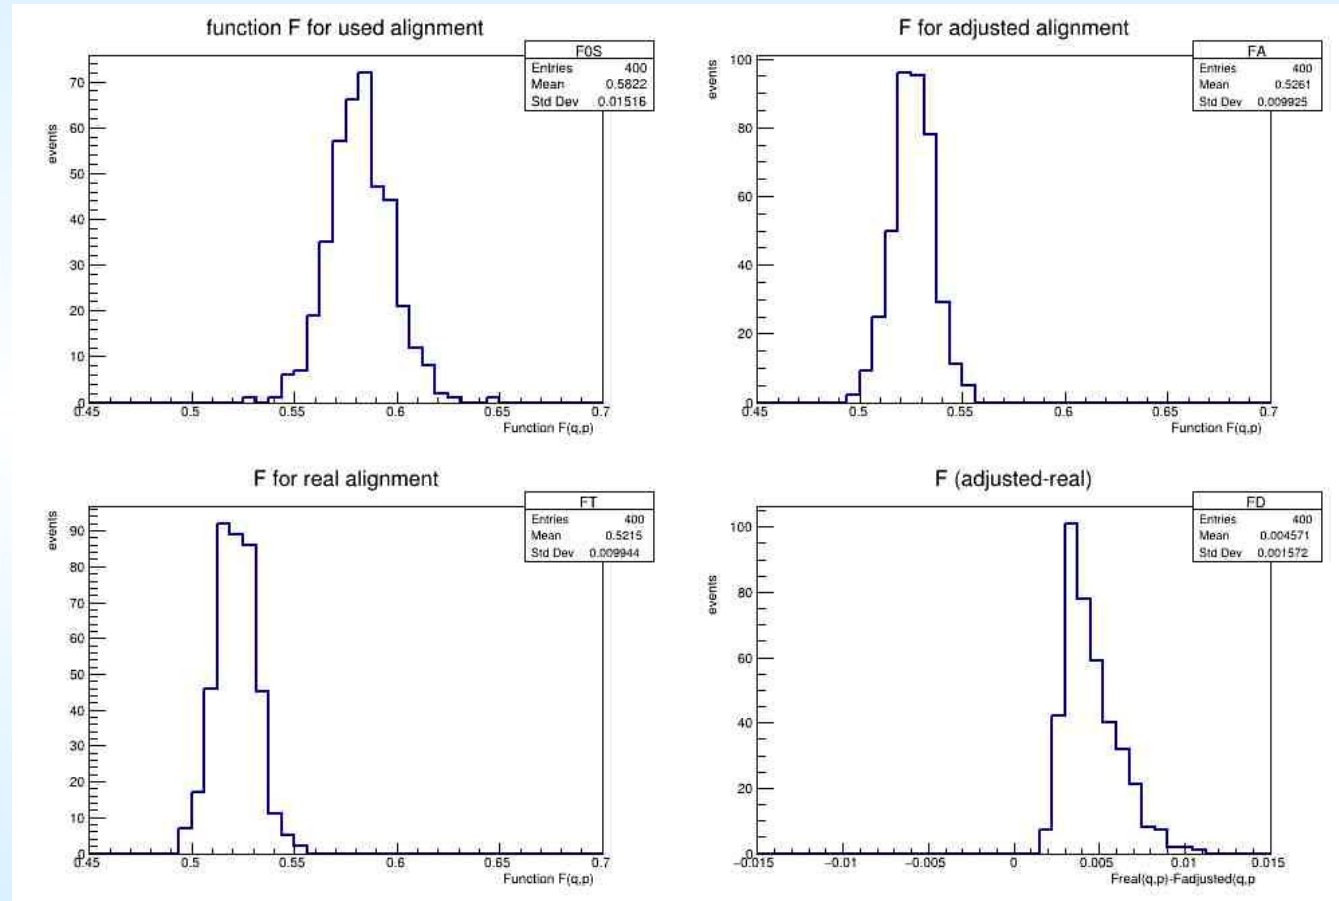 function F for used alignment
F0S
Entries 400
Mean 0.5822
Std Dev 0.01516
events
70
60
50
40
30
20
10
0
0.45 0.5 0.55 0.6 0.65 0.7
Function F(q,p)
F for adjusted alignment
FA
Entries 400
Mean 0.5261
Std Dev 0.009925
events
100
80
60
40
20
0
0.45 0.5 0.55 0.6 0.65 0.7
Function F(q,p)
F for real alignment
FT
Entries 400
Mean 0.5215
Std Dev 0.009944
events
90
80
70
60
50
40
30
20
10
0
0.45 0.5 0.55 0.6 0.65 0.7
Function F(q,p)
F (adjusted-real)
FD
Entries 400
Mean 0.004571
Std Dev 0.001572
events
100
80
60
40
20
0
−0.015 −0.01 −0.005 0 0.005 0.01 0.015
Freal(q,p)-Fadjusted(q,p